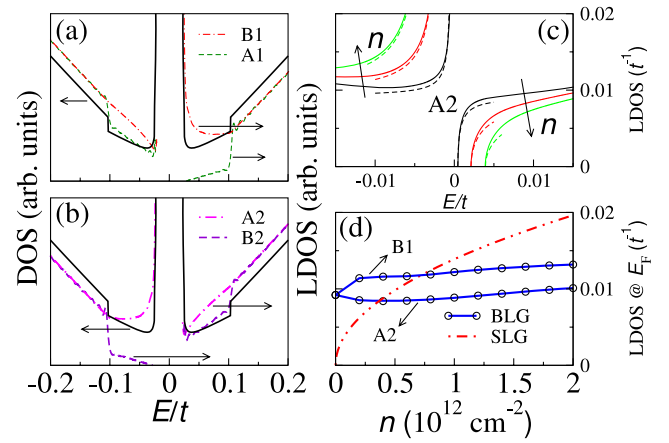 (a)
B1
A1
DOS (arb. units)
(b)
A2
B2
-0.2
-0.1
0
0.1
0.2
E/t
LDOS (arb. units)
(c)
n
A2
n
0.02
0.01
0
LDOS (t⁻¹)
-0.01
0
0.01
E/t
(d)
B1
A2
BLG
SLG
0.02
0.01
0
LDOS @ E_F (t⁻¹)
0
0.5
1
1.5
2
n (10¹² cm⁻²)